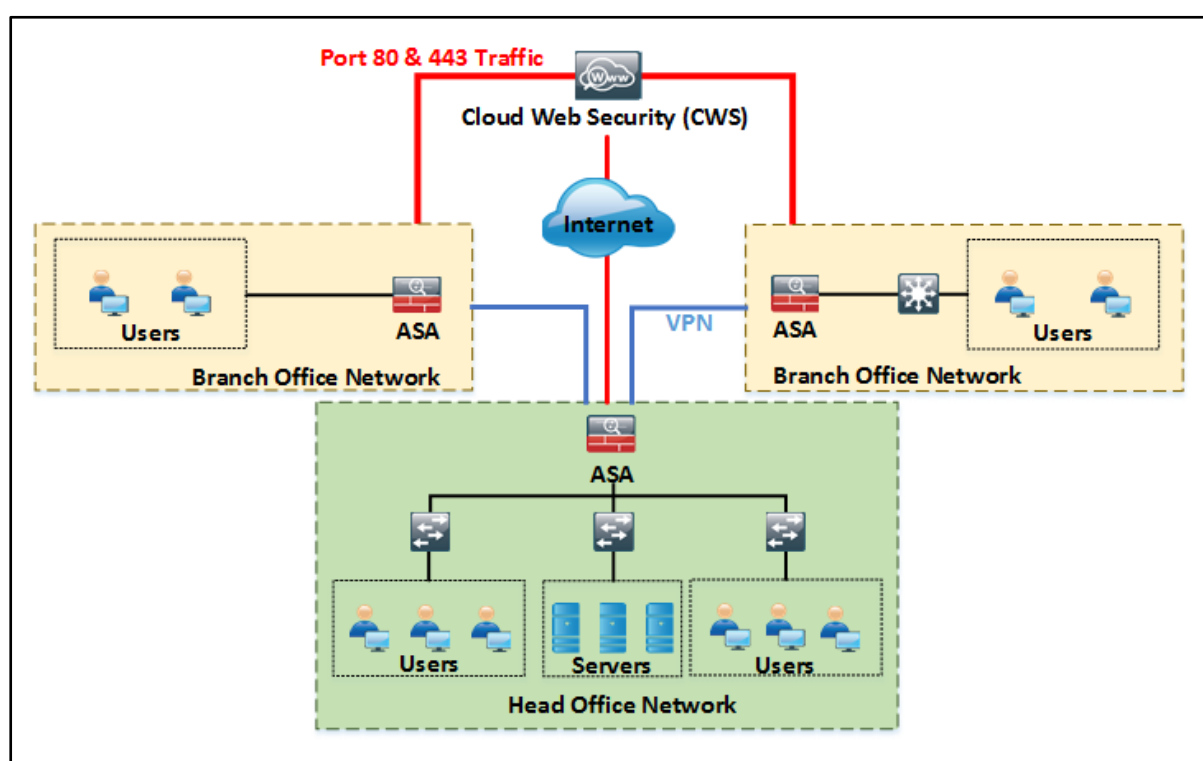 Port 80 & 443 Traffic
Www
Cloud Web Security (CWS)
Internet
Users
ASA
Branch Office Network
VPN
ASA
Users
Branch Office Network
ASA
Users
Servers
Users
Head Office Network